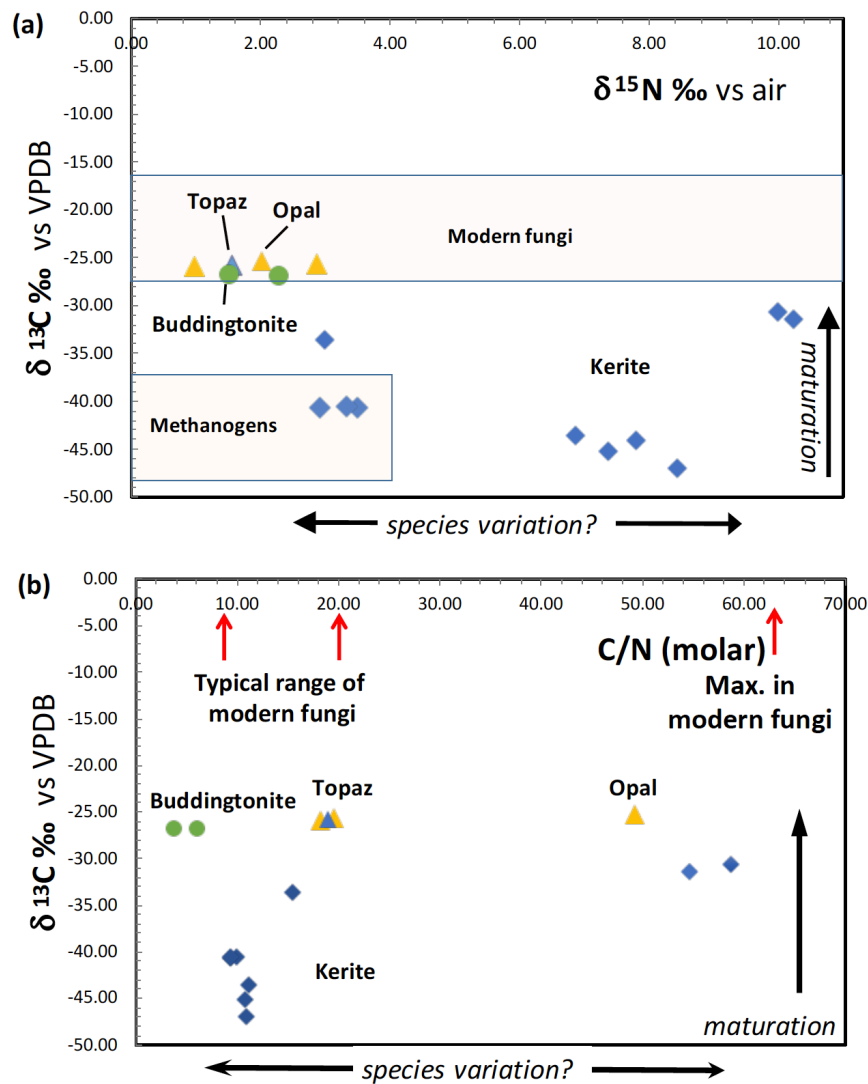 (a)
0.00
0.00 2.00 4.00 6.00 8.00 10.00
-5.00
δ ¹⁵N ‰ vs air
-10.00
-15.00
Topaz
-20.00
Opal
Modern fungi
-25.00
δ ¹³C ‰ vs VPDB
-30.00
Buddingtonite
-35.00
Kerite
maturation
-40.00
Methanogens
-45.00
-50.00
species variation?
(b)
0.00
0.00 10.00 20.00 30.00 40.00 50.00 60.00 70.00
-5.00
C/N (molar)
Typical range of
modern fungi
Max. in
modern fungi
-10.00
-15.00
-20.00
Buddingtonite Topaz Opal
-25.00
δ ¹³C ‰ vs VPDB
-30.00
-35.00
-40.00
Kerite
-45.00
maturation
-50.00
species variation?